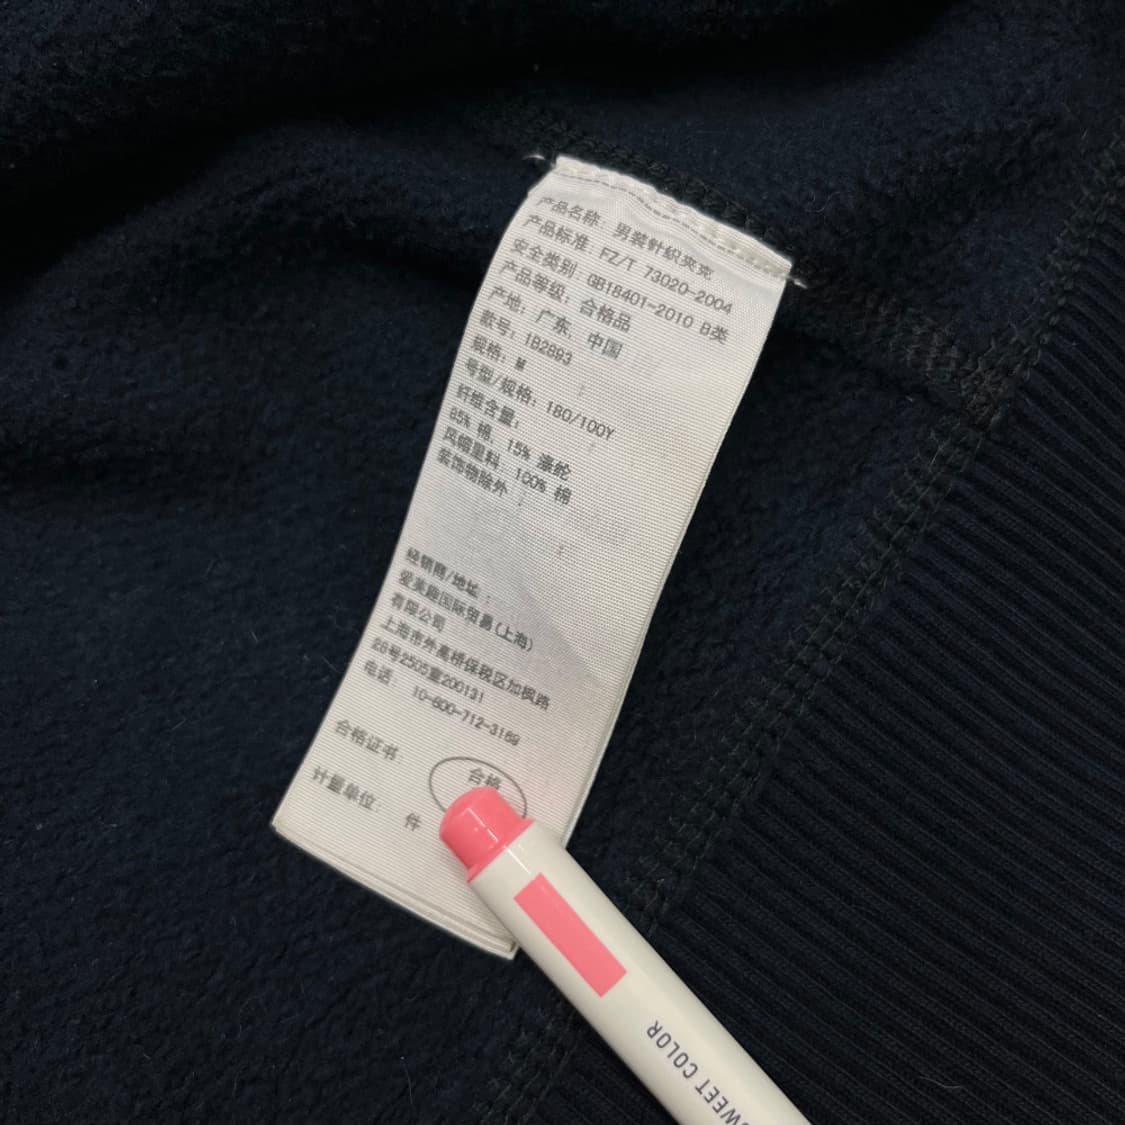 产品名称: 男装针织夹克
产品标准 FZ/T 73020-2004
安全类别 GB18401-2010 B类
产品等级: 合格品
产地: 广东, 中国
款号: 1B2893
规格: M
号型/规格: 180/100Y
纤维含量:
85% 棉, 15% 涤纶
风帽里料 100% 棉
装饰物除外
经销商/地址:
爱芙趣国际贸易(上海)
有限公司
上海市外高桥保税区加枫路
26号2505室200131
电话: 10-800-712-3169
合格证书: 合格
计量单位: 件
SWEET COLOR